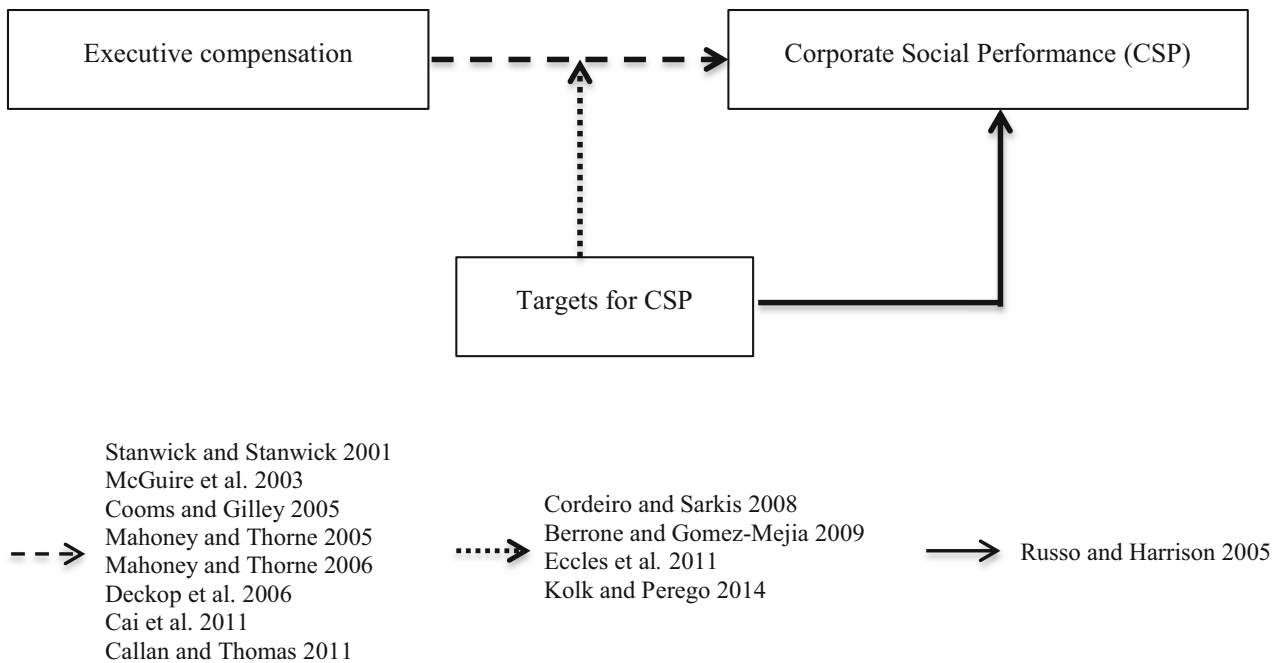 Executive compensation
Corporate Social Performance (CSP)
Targets for CSP
Stanwick and Stanwick 2001
McGuire et al. 2003
Cooms and Gilley 2005
Mahoney and Thorne 2005
Mahoney and Thorne 2006
Deckop et al. 2006
Cai et al. 2011
Callan and Thomas 2011
Cordeiro and Sarkis 2008
Berrone and Gomez-Mejia 2009
Eccles et al. 2011
Kolk and Perego 2014
Russo and Harrison 2005